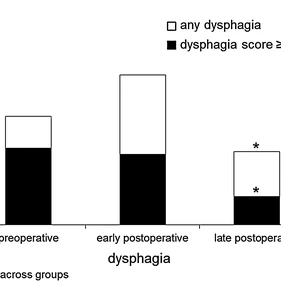 any dysphagia
dysphagia score ≥
*
*
preoperative early postoperative late postopera
dysphagia
across groups